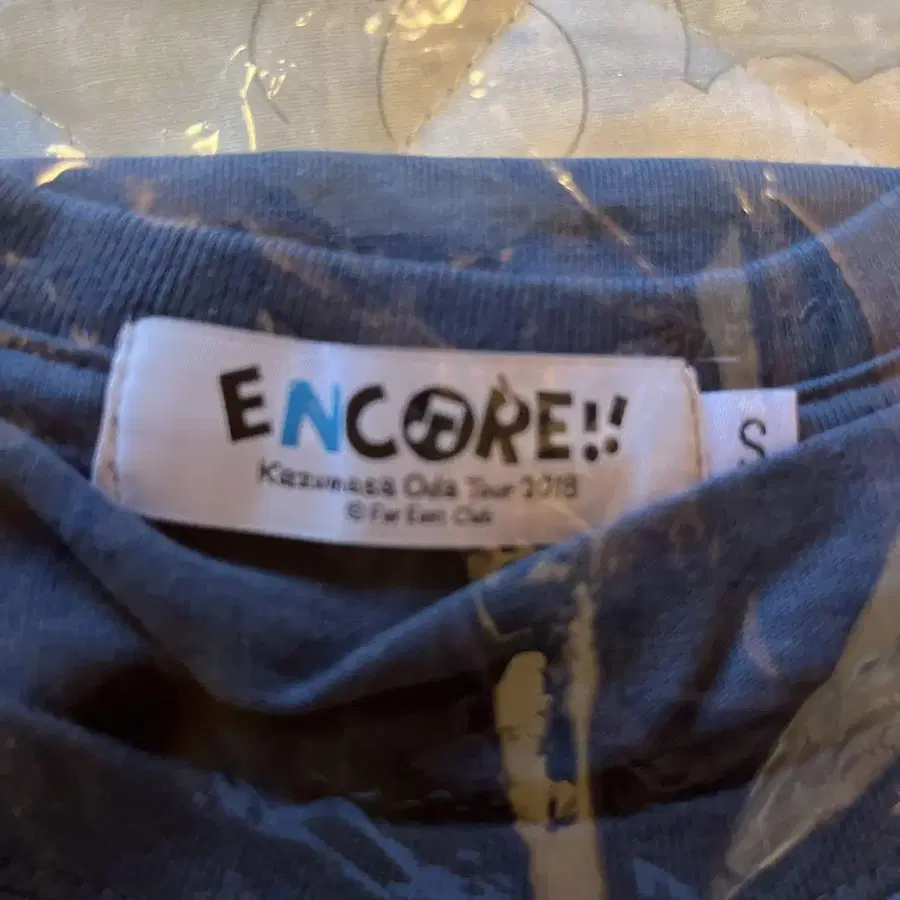 ENCORE!!
Kazumasa Oda Tour 2018
© Far East Club
S